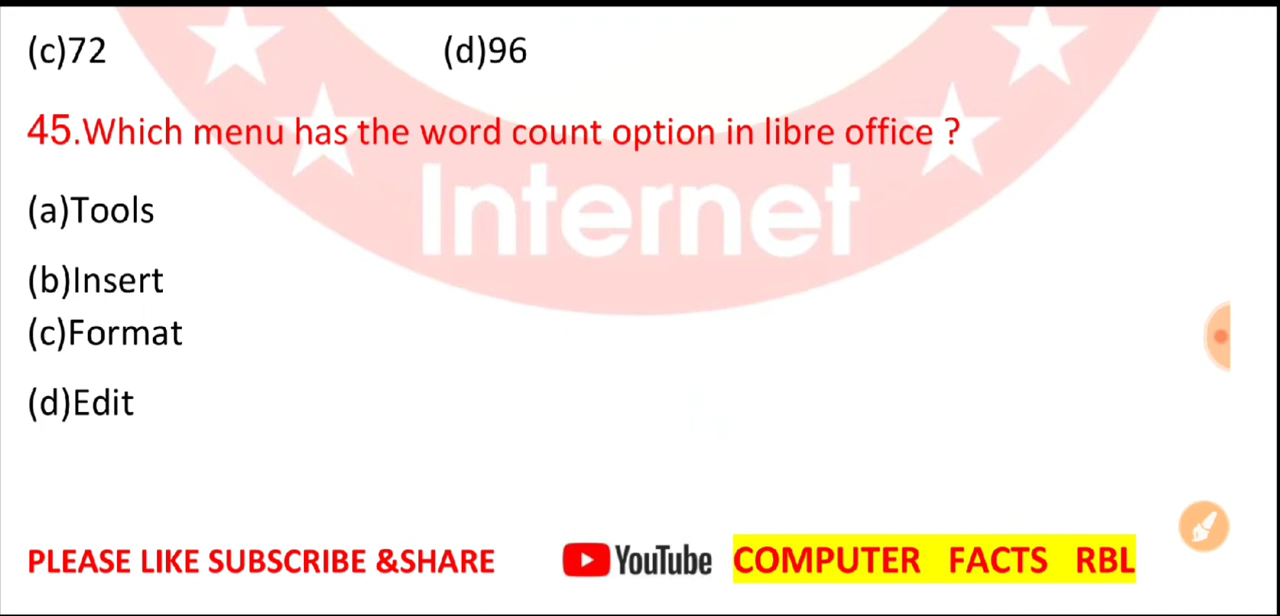 (c)72 (d)96
45.Which menu has the word count option in libre office ?
Internet
(a)Tools
(b)Insert
(c)Format
(d)Edit
PLEASE LIKE SUBSCRIBE &SHARE YouTube COMPUTER FACTS RBL